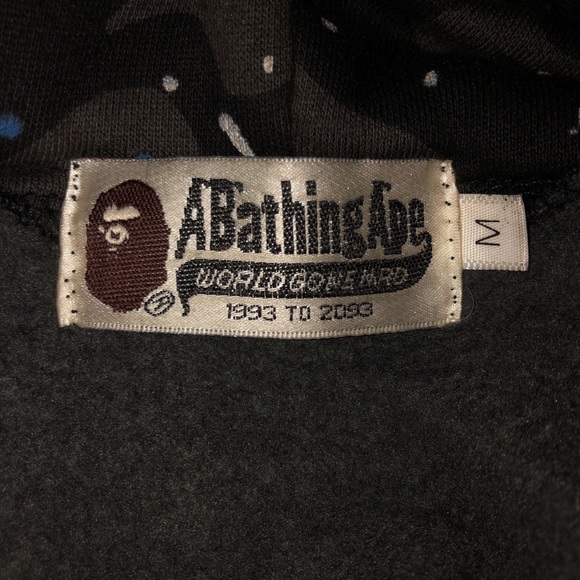 ABathingApe
WORLD GONE MAD
1993 TO 2093
®
M